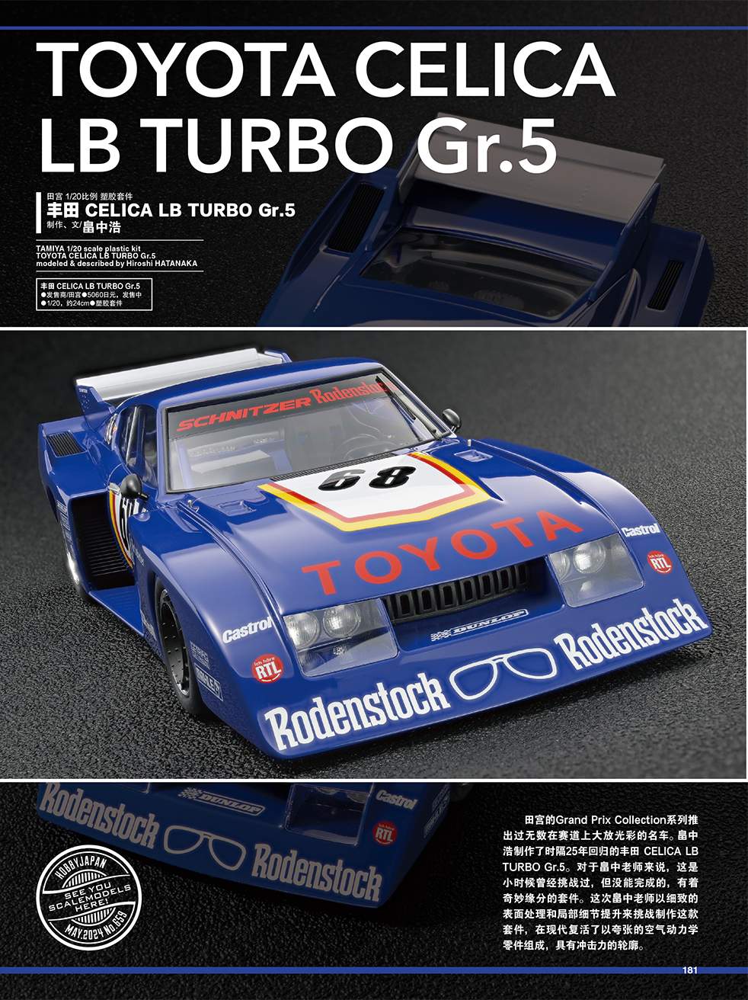 TOYOTA CELICA
LB TURBO Gr.5
田宫 1/20比例 塑胶套件
丰田 CELICA LB TURBO Gr.5
制作、文/畠中浩
TAMIYA 1/20 scale plastic kit
TOYOTA CELICA LB TURBO Gr.5
modeled & described by Hiroshi HATANAKA
丰田 CELICA LB TURBO Gr.5
●发售商/田宫●5060日元，发售中
●1/20，约24cm●塑胶套件
SCHNITZER Rodenstoc
68
TOYOTA
Castrol
RTL
DUNLOP
Castrol
ich höre
RTL
MAHLE
Rodenstock
Rodenstock
DUNLOP
Castrol
RTL
Rodenstock
Rodenstock
HOBBYJAPAN
SEE YOU
SCALEMODELS
HERE!
MAY.2024 No.659
田宫的Grand Prix Collection系列推
出过无数在赛道上大放光彩的名车。畠中
浩制作了时隔25年回归的丰田 CELICA LB
TURBO Gr.5。对于畠中老师来说，这是
小时候曾经挑战过，但没能完成的，有着
奇妙缘分的套件。这次畠中老师以细致的
表面处理和局部细节提升来挑战制作这款
套件，在现代复活了以夸张的空气动力学
零件组成，具有冲击力的轮廓。
181